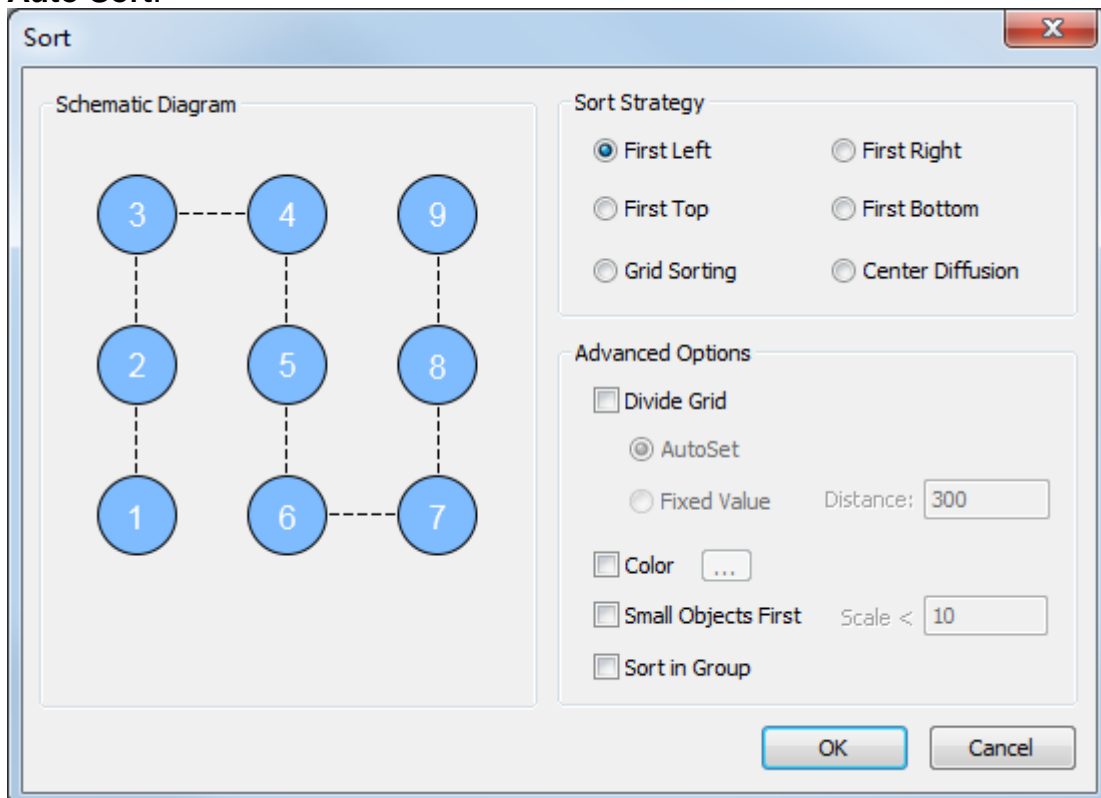 Auto Sort.
Sort
Schematic Diagram
3 4 9
2 5 8
1 6 7
Sort Strategy
First Left First Right
First Top First Bottom
Grid Sorting Center Diffusion
Advanced Options
Divide Grid
AutoSet
Fixed Value Distance: 300
Color ...
Small Objects First Scale < 10
Sort in Group
OK Cancel